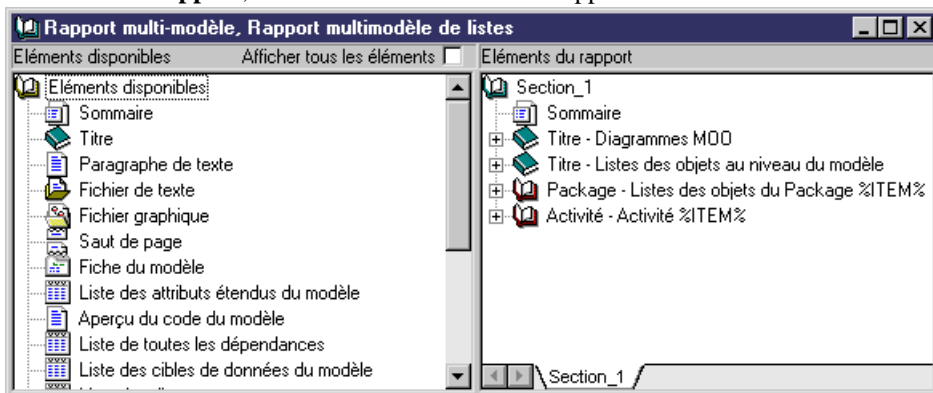 Rapport multi-modèle, Rapport multimodèle de listes
Eléments disponibles Afficher tous les éléments Eléments du rapport
Eléments disponibles
Sommaire
Titre
Paragraphe de texte
Fichier de texte
Fichier graphique
Saut de page
Fiche du modèle
Liste des attributs étendus du modèle
Aperçu du code du modèle
Liste de toutes les dépendances
Liste des cibles de données du modèle
Section_1
Sommaire
Titre - Diagrammes MOO
Titre - Listes des objets au niveau du modèle
Package - Listes des objets du Package %ITEM%
Activité - Activité %ITEM%
Section_1